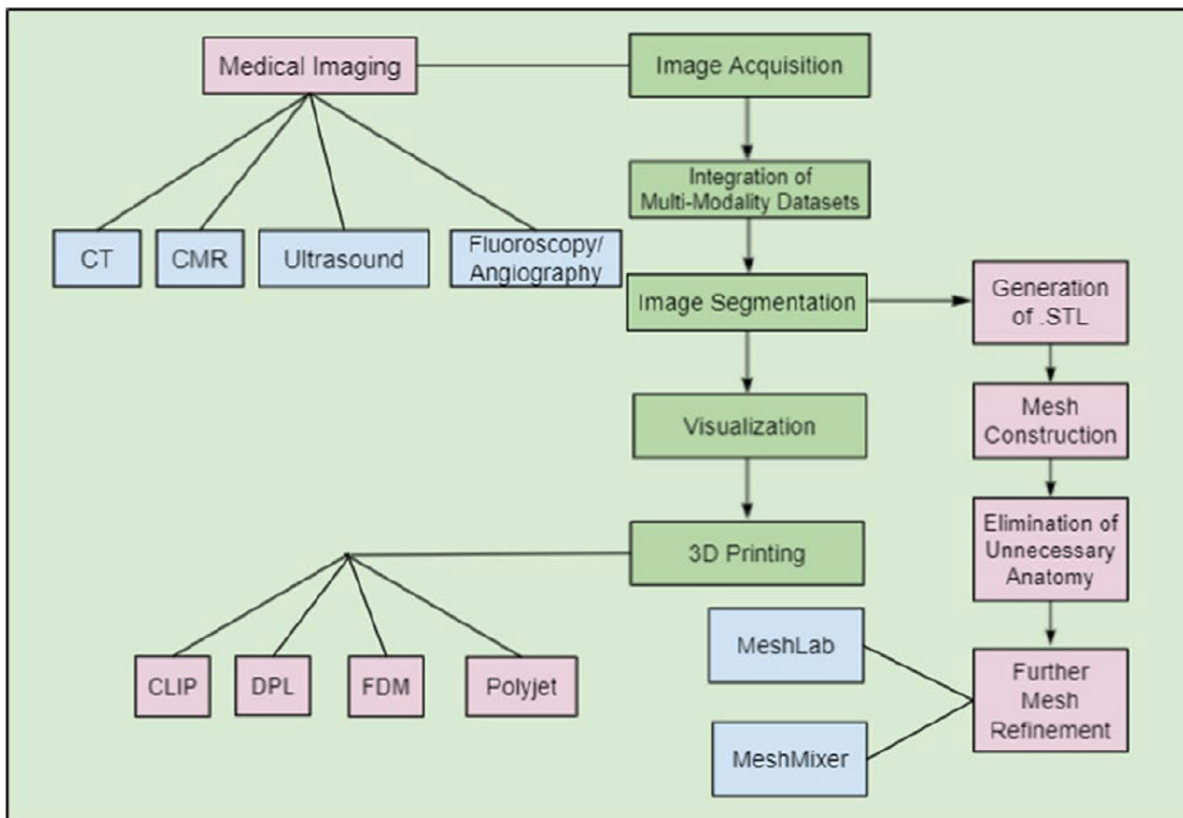 Medical Imaging
Image Acquisition
Integration of
Multi-Modality Datasets
CT
CMR
Ultrasound
Fluoroscopy/
Angiography
Image Segmentation
Generation
of .STL
Visualization
Mesh
Construction
3D Printing
Elimination of
Unnecessary
Anatomy
CLIP
DPL
FDM
Polyjet
MeshLab
MeshMixer
Further
Mesh
Refinement